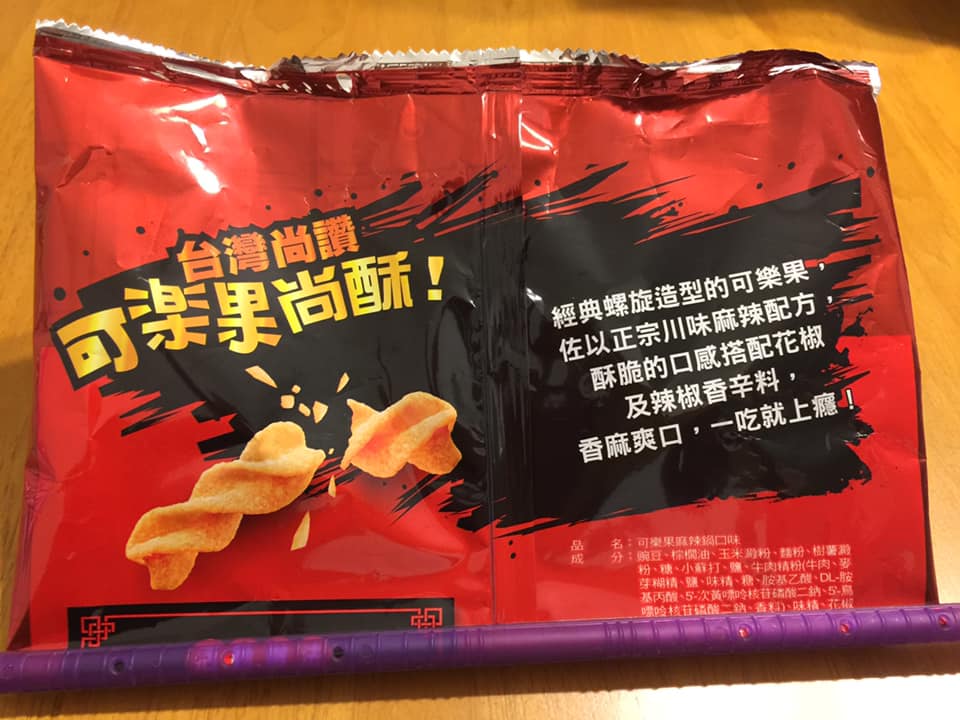 台灣尚讚
可楽果尚酥！
經典螺旋造型的可樂果，
佐以正宗川味麻辣配方，
酥脆的口感搭配花椒
及辣椒香辛料，
香麻爽口，一吃就上癮！
品　名：可樂果麻辣鍋口味
成　分：豌豆、棕櫚油、玉米澱粉、麵粉、樹薯澱
粉、糖、小蘇打、鹽、牛肉精粉(牛肉、麥
芽糊精、鹽、味精、糖、胺基乙酸、DL-胺
基丙酸、5'-次黃嘌呤核苷磷酸二鈉、5'-鳥
嘌呤核苷磷酸二鈉、香料)、味精、花椒